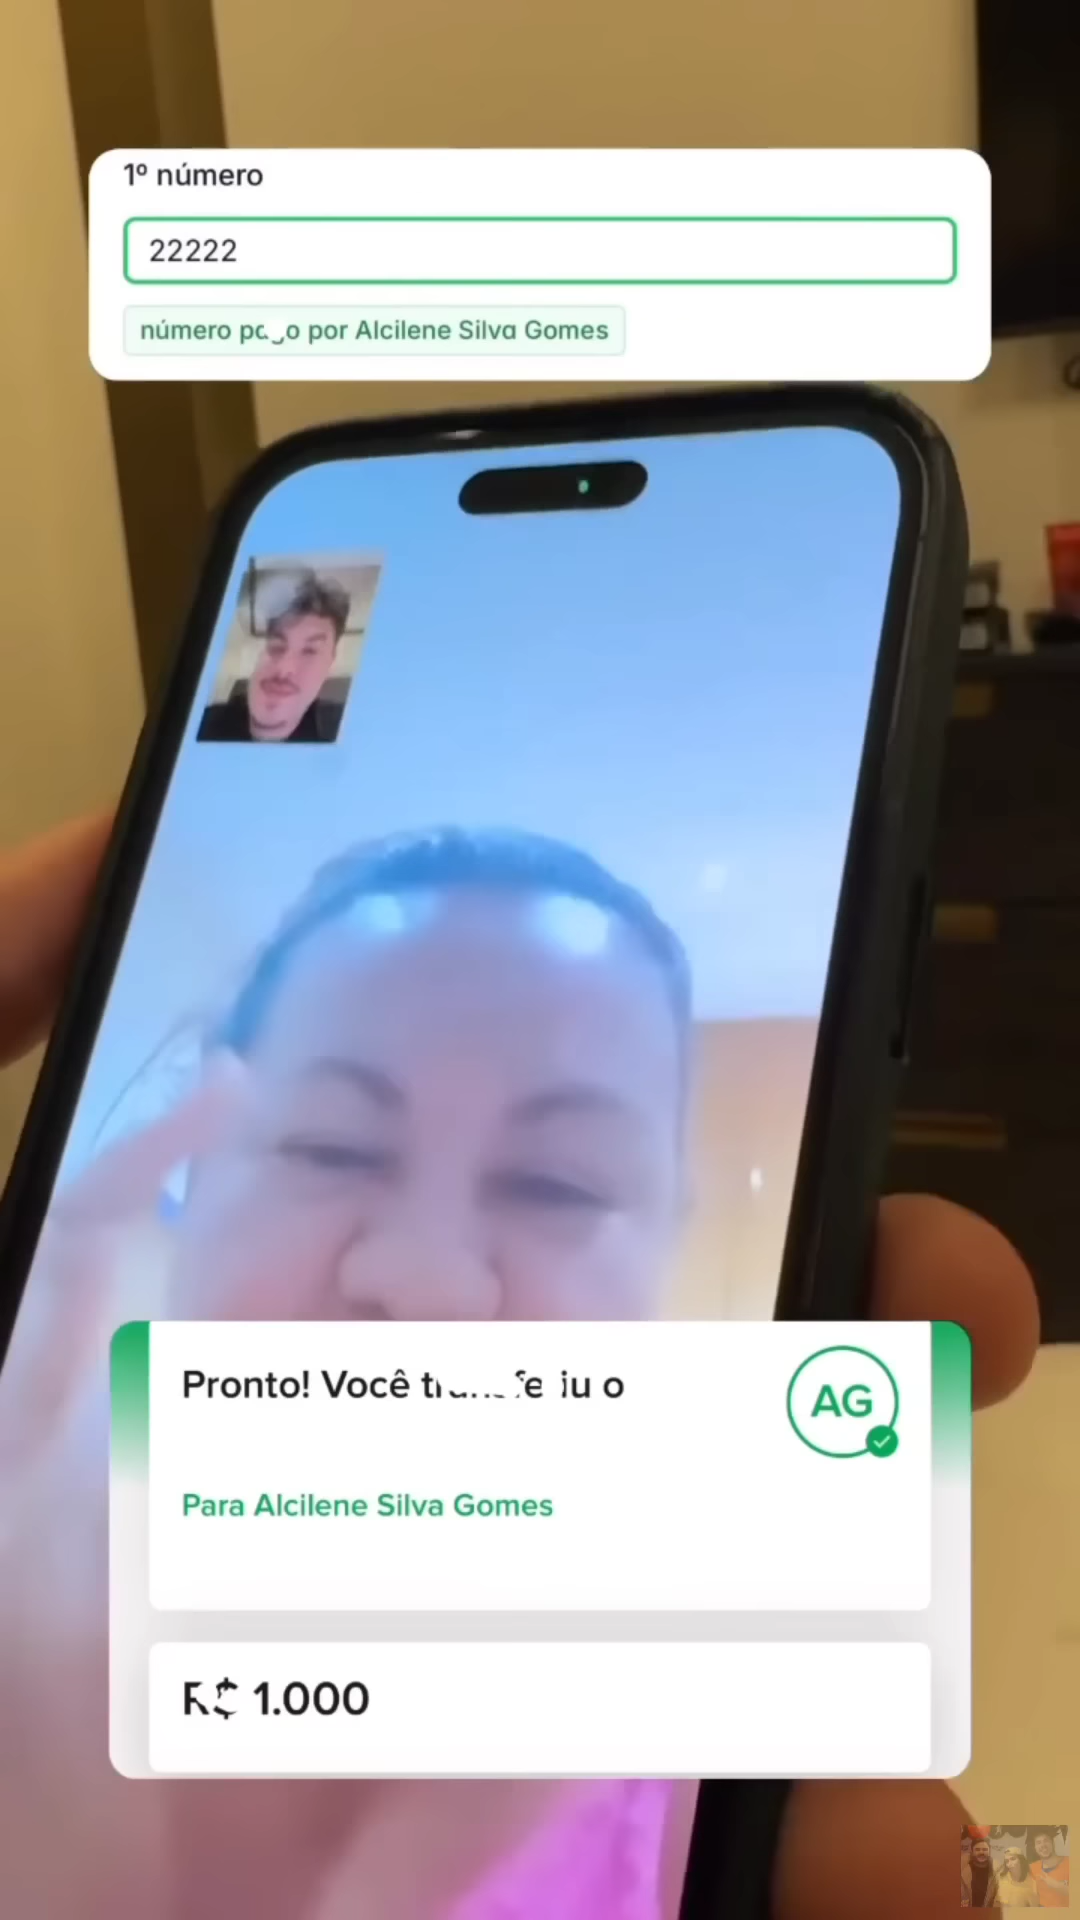 1º número
22222
número por Alcilene Silva Gomes
Pronto! Você o
AG
Para Alcilene Silva Gomes
1.000